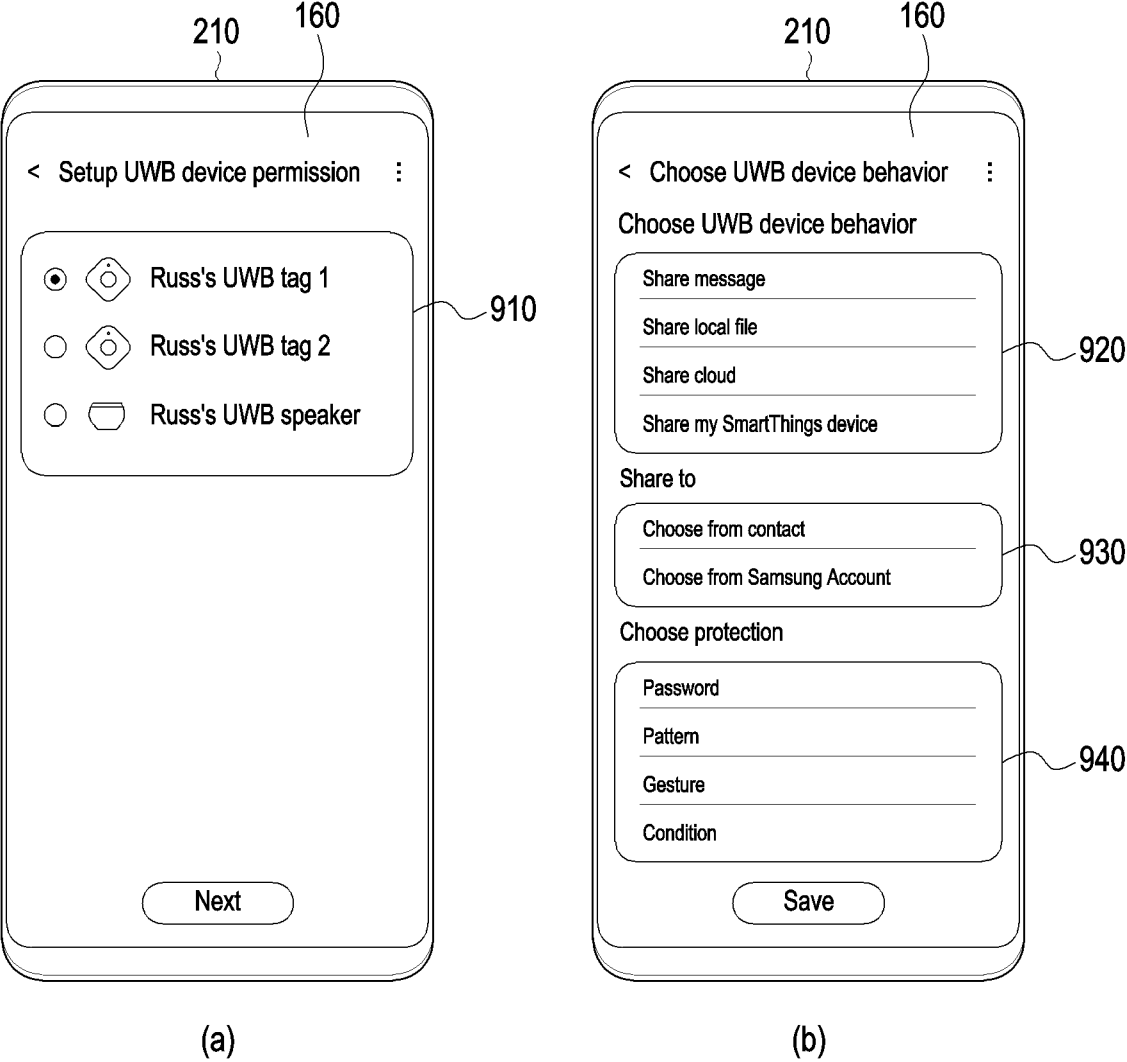 210
160
< Setup UWB device permission
Russ's UWB tag 1
Russ's UWB tag 2
Russ's UWB speaker
910
Next
(a)
210
160
< Choose UWB device behavior
Choose UWB device behavior
Share message
Share local file
Share cloud
Share my SmartThings device
920
Share to
Choose from contact
Choose from Samsung Account
930
Choose protection
Password
Pattern
Gesture
Condition
940
Save
(b)